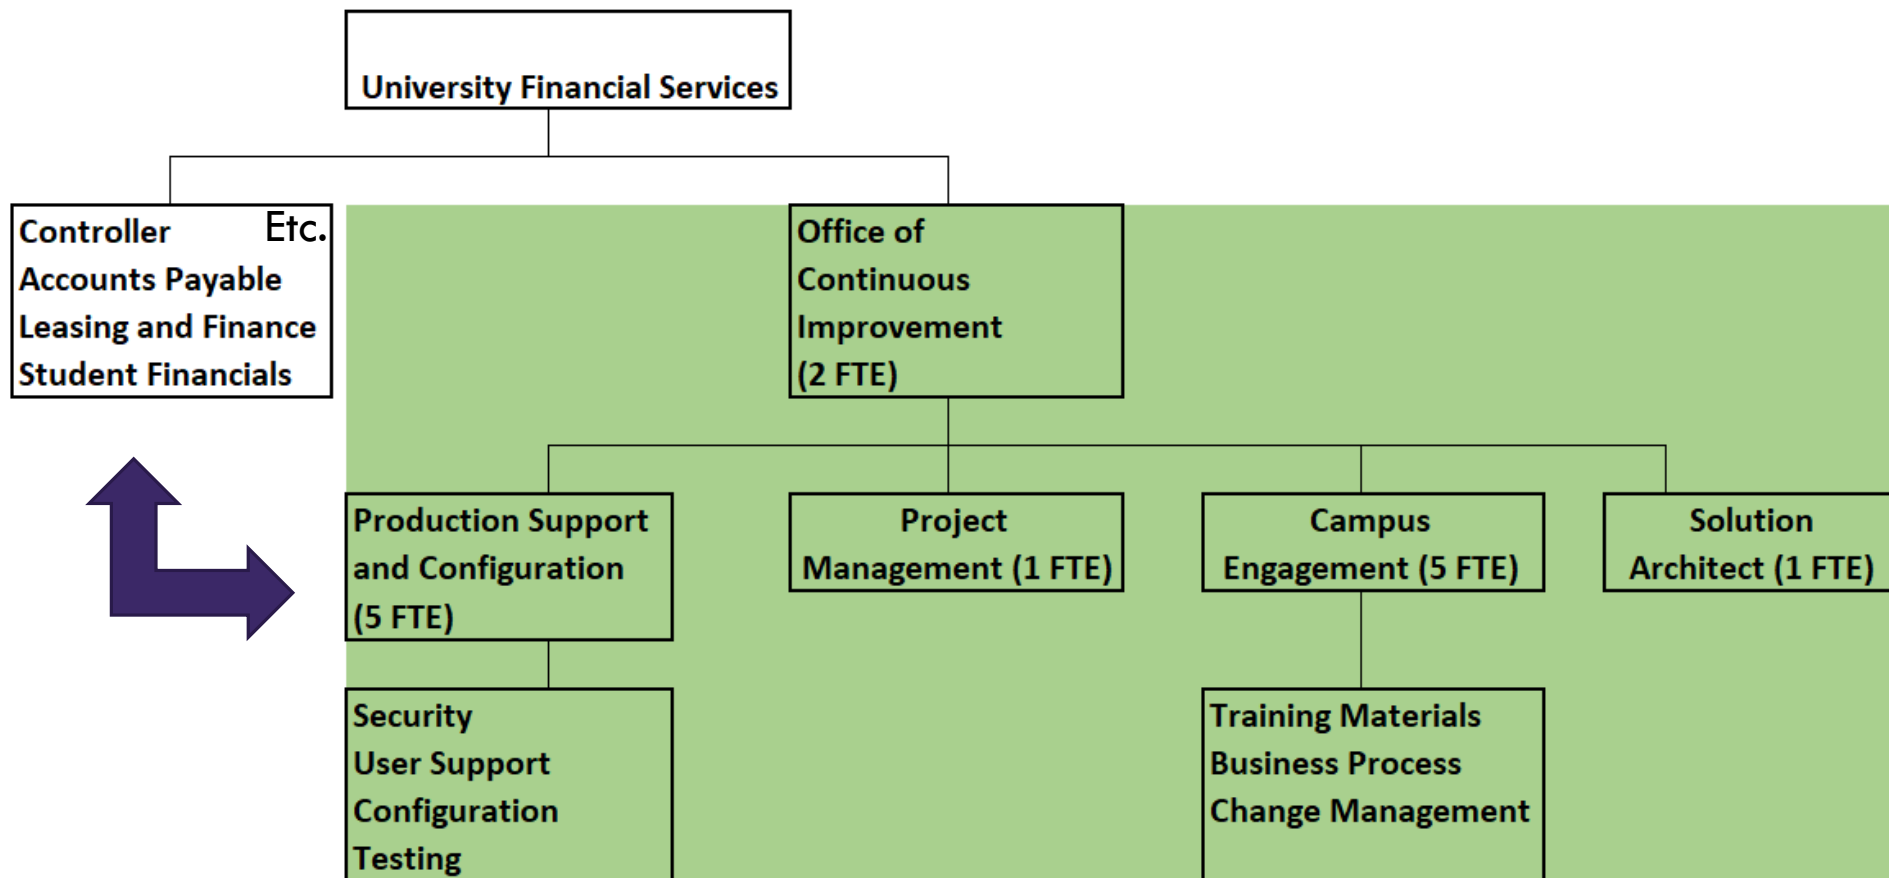 University Financial Services
Controller Etc.
Accounts Payable
Leasing and Finance
Student Financials
Office of
Continuous
Improvement
(2 FTE)
Production Support
and Configuration
(5 FTE)
Project
Management (1 FTE)
Campus
Engagement (5 FTE)
Solution
Architect (1 FTE)
Security
User Support
Configuration
Testing
Training Materials
Business Process
Change Management